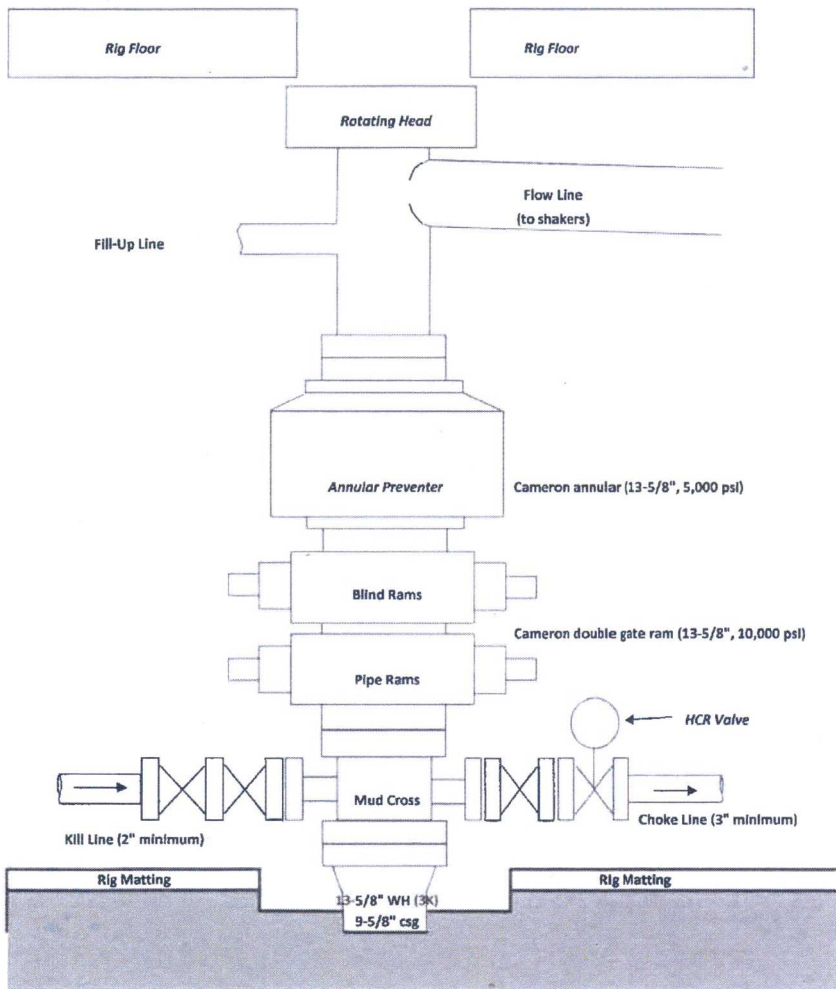 Rig Floor
Rig Floor
Rotating Head
Flow Line
(to shakers)
Fill-Up Line
Annular Preventer
Cameron annular (13-5/8", 5,000 psi)
Blind Rams
Cameron double gate ram (13-5/8", 10,000 psi)
Pipe Rams
HCR Valve
Mud Cross
Kill Line (2" minimum)
Choke Line (3" minimum)
Rig Matting
Rig Matting
13-5/8" WH (3K)
9-5/8" csg